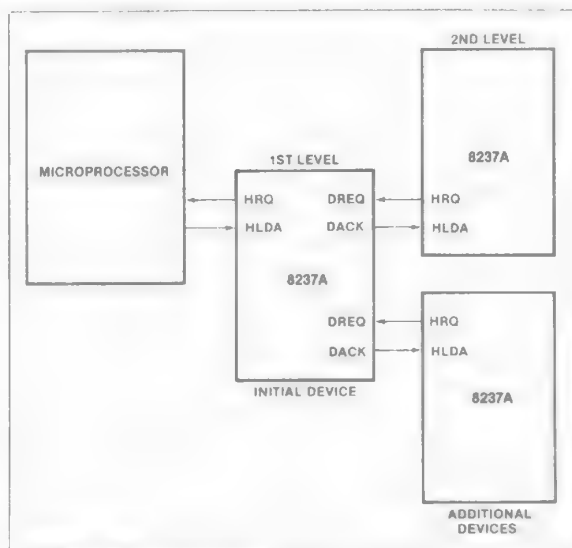 2ND LEVEL
8237A
MICROPROCESSOR
1ST LEVEL
HRQ DREQ HRQ
HLDA DACK HLDA
8237A
DREQ HRQ
DACK HLDA
8237A
INITIAL DEVICE
ADDITIONAL
DEVICES